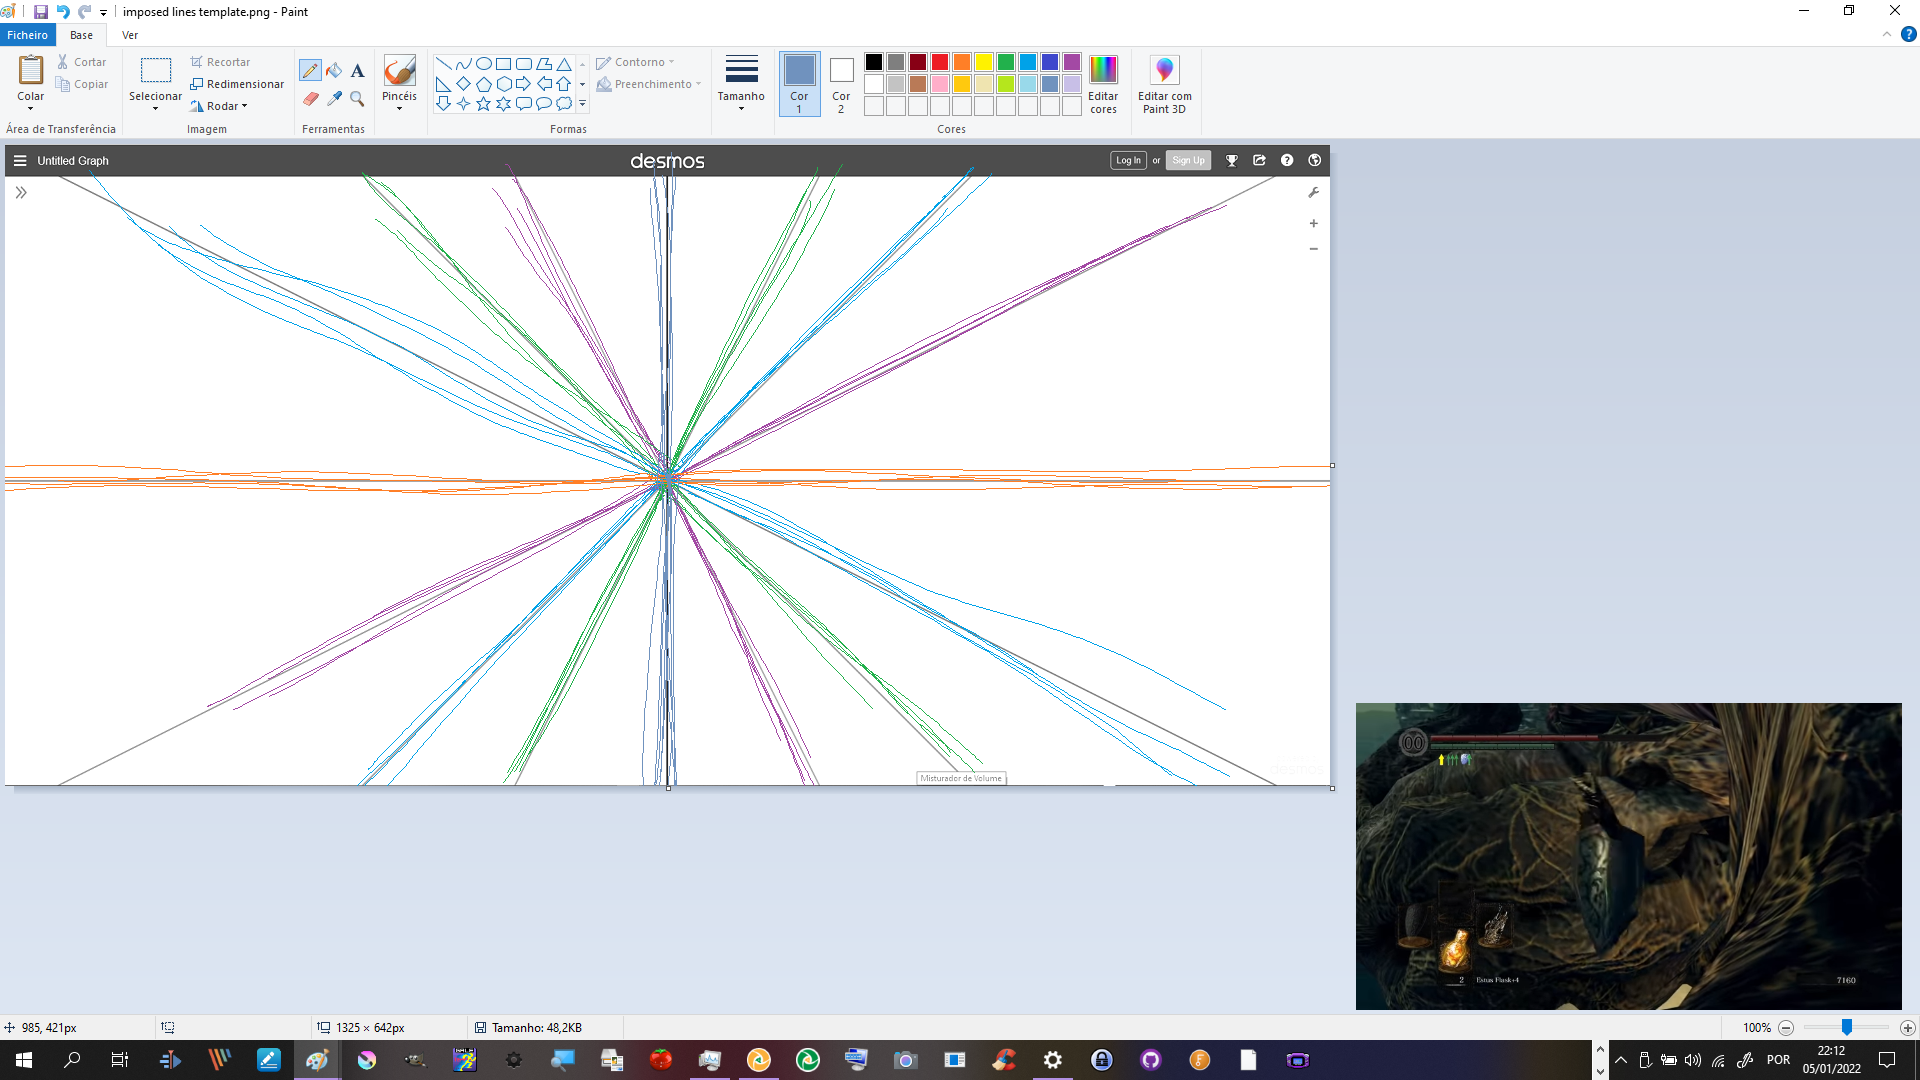 imposed lines template.png - Paint
Ficheiro
Base
Ver
Colar
Cortar
Copiar
Área de Transferência
Selecionar
Recortar
Redimensionar
Rodar
Imagem
A
Ferramentas
Pincéis
Contorno
Preenchimento
Formas
Tamanho
Cor
1
Cor
2
Editar
cores
Cores
Editar com
Paint 3D
Untitled Graph
desmos
Log In
or
Sign Up
Misturador de Volume
00
2
Estus Flask+4
7160
985, 421px
1325 × 642px
Tamanho: 48,2KB
100%
POR
22:12
05/01/2022